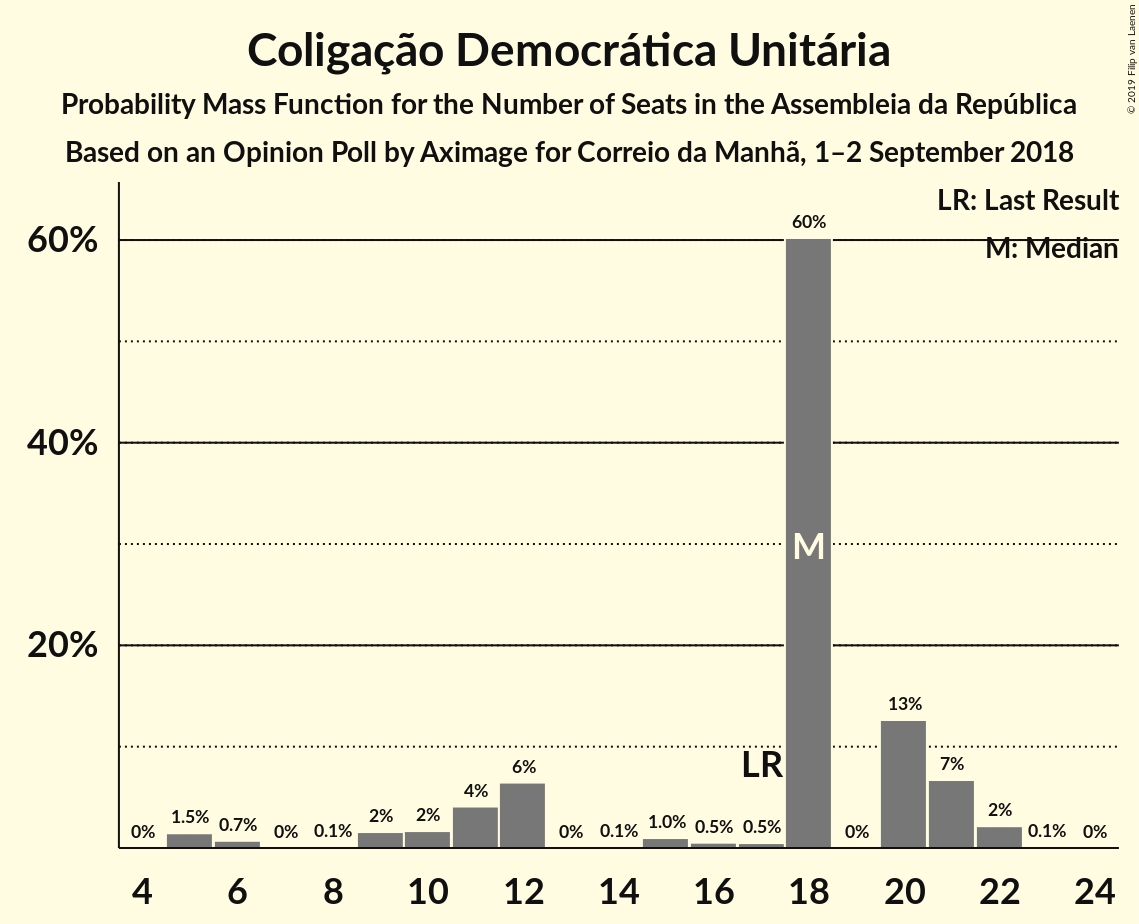 Coligação Democrática Unitária
Probability Mass Function for the Number of Seats in the Assembleia da República
Based on an Opinion Poll by Aximage for Correio da Manhã, 1–2 September 2018
© 2019 Filip van Laenen
LR: Last Result
M: Median
60%
40%
20%
0%
1.5%
0.7%
0%
0.1%
2%
2%
4%
6%
0%
0.1%
1.0%
0.5%
0.5%
LR
60%
M
0%
13%
7%
2%
0.1%
0%
4 6 8 10 12 14 16 18 20 22 24